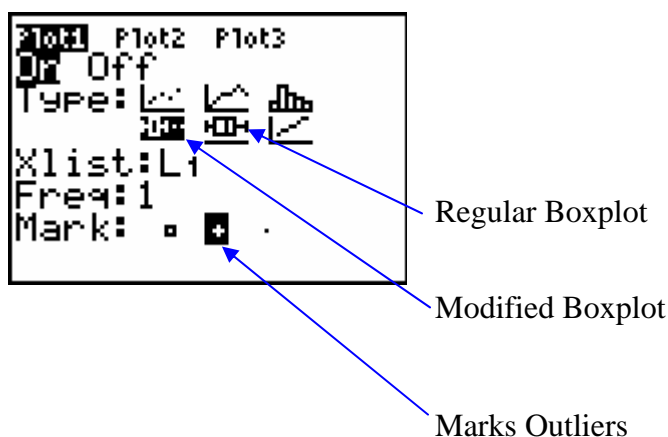 Plot1 Plot2 Plot3
On Off
Type:
Xlist:L1
Freq:1
Mark:
Regular Boxplot
Modified Boxplot
Marks Outliers